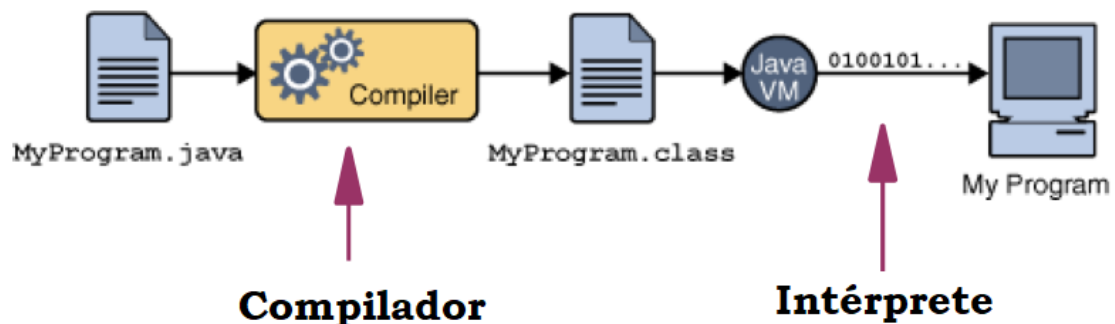 Compiler
Java
VM
0100101...
MyProgram.java
MyProgram.class
My Program
Compilador
Intérprete